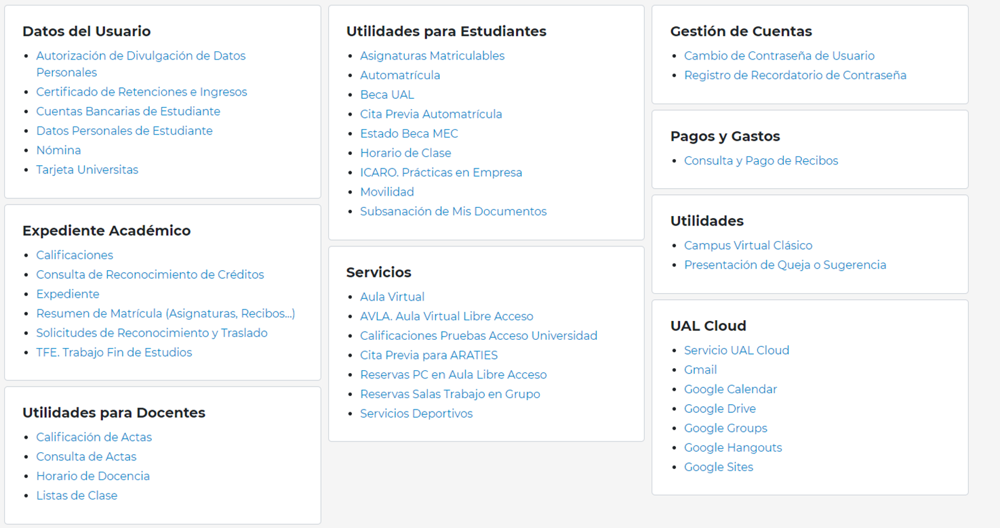 Datos del Usuario
Autorización de Divulgación de Datos
Personales
Certificado de Retenciones e Ingresos
Cuentas Bancarias de Estudiante
Datos Personales de Estudiante
Nómina
Tarjeta Universitas
Expediente Académico
Calificaciones
Consulta de Reconocimiento de Créditos
Expediente
Resumen de Matrícula (Asignaturas, Recibos...)
Solicitudes de Reconocimiento y Traslado
TFE. Trabajo Fin de Estudios
Utilidades para Docentes
Calificación de Actas
Consulta de Actas
Horario de Docencia
Listas de Clase
Utilidades para Estudiantes
Asignaturas Matriculables
Automatrícula
Beca UAL
Cita Previa Automatrícula
Estado Beca MEC
Horario de Clase
ICARO. Prácticas en Empresa
Movilidad
Subsanación de Mis Documentos
Servicios
Aula Virtual
AVLA. Aula Virtual Libre Acceso
Calificaciones Pruebas Acceso Universidad
Cita Previa para ARATIES
Reservas PC en Aula Libre Acceso
Reservas Salas Trabajo en Grupo
Servicios Deportivos
Gestión de Cuentas
Cambio de Contraseña de Usuario
Registro de Recordatorio de Contraseña
Pagos y Gastos
Consulta y Pago de Recibos
Utilidades
Campus Virtual Clásico
Presentación de Queja o Sugerencia
UAL Cloud
Servicio UAL Cloud
Gmail
Google Calendar
Google Drive
Google Groups
Google Hangouts
Google Sites